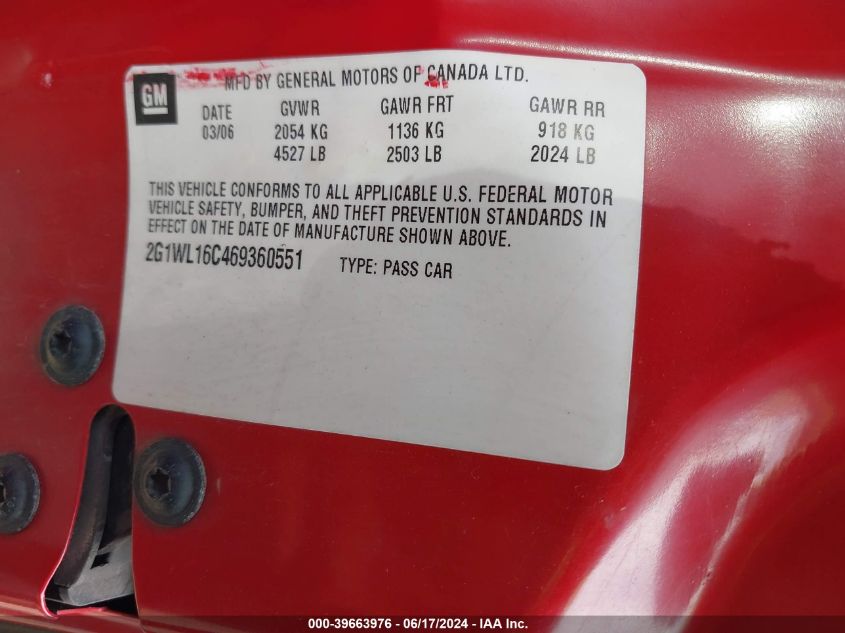 GM
MFD BY GENERAL MOTORS OF CANADA LTD.
DATE GVWR GAWR FRT GAWR RR
03/06 2054 KG 1136 KG 918 KG
4527 LB 2503 LB 2024 LB
THIS VEHICLE CONFORMS TO ALL APPLICABLE U.S. FEDERAL MOTOR
VEHICLE SAFETY, BUMPER, AND THEFT PREVENTION STANDARDS IN
EFFECT ON THE DATE OF MANUFACTURE SHOWN ABOVE.
2G1WL16C469360551 TYPE: PASS CAR
000-39663976 - 06/17/2024 - IAA Inc.